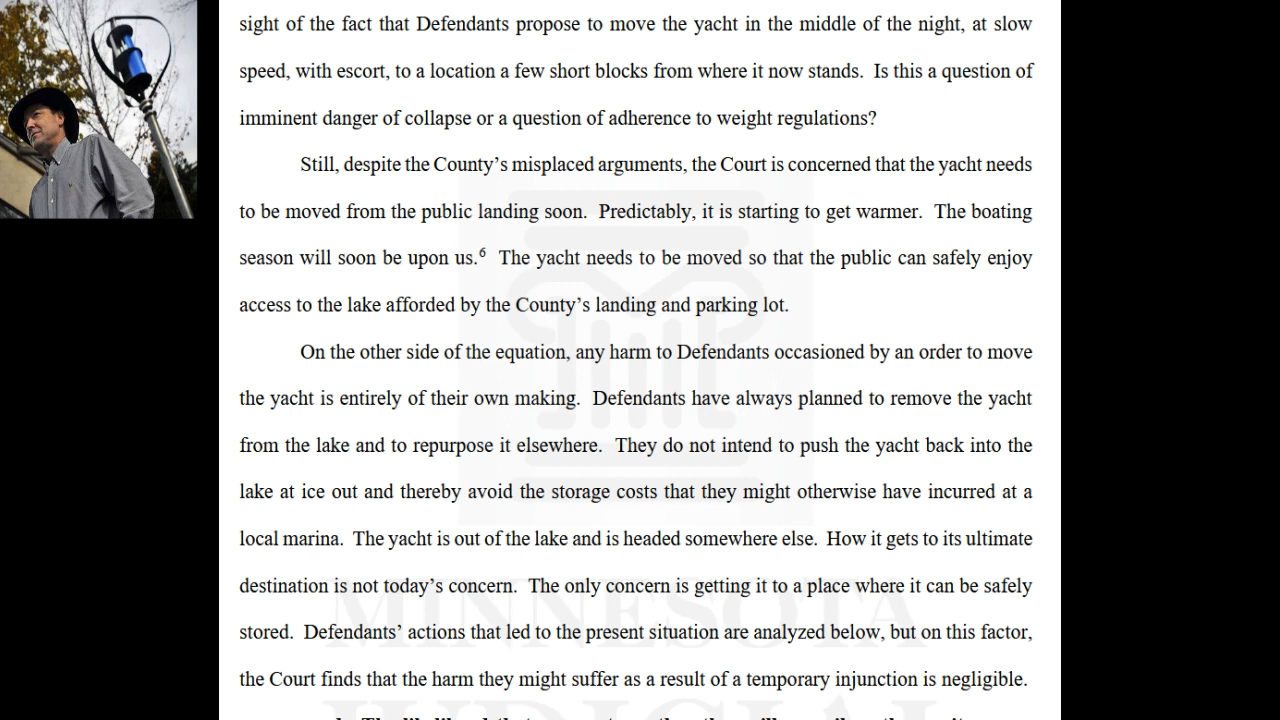 sight of the fact that Defendants propose to move the yacht in the middle of the night, at slow
speed, with escort, to a location a few short blocks from where it now stands.  Is this a question of
imminent danger of collapse or a question of adherence to weight regulations?
Still, despite the County’s misplaced arguments, the Court is concerned that the yacht needs
to be moved from the public landing soon.  Predictably, it is starting to get warmer.  The boating
season will soon be upon us.⁶  The yacht needs to be moved so that the public can safely enjoy
access to the lake afforded by the County’s landing and parking lot.
On the other side of the equation, any harm to Defendants occasioned by an order to move
the yacht is entirely of their own making.  Defendants have always planned to remove the yacht
from the lake and to repurpose it elsewhere.  They do not intend to push the yacht back into the
lake at ice out and thereby avoid the storage costs that they might otherwise have incurred at a
local marina.  The yacht is out of the lake and is headed somewhere else.  How it gets to its ultimate
destination is not today’s concern.  The only concern is getting it to a place where it can be safely
stored.  Defendants’ actions that led to the present situation are analyzed below, but on this factor,
the Court finds that the harm they might suffer as a result of a temporary injunction is negligible.
MINNESOTA
JUDICIAL